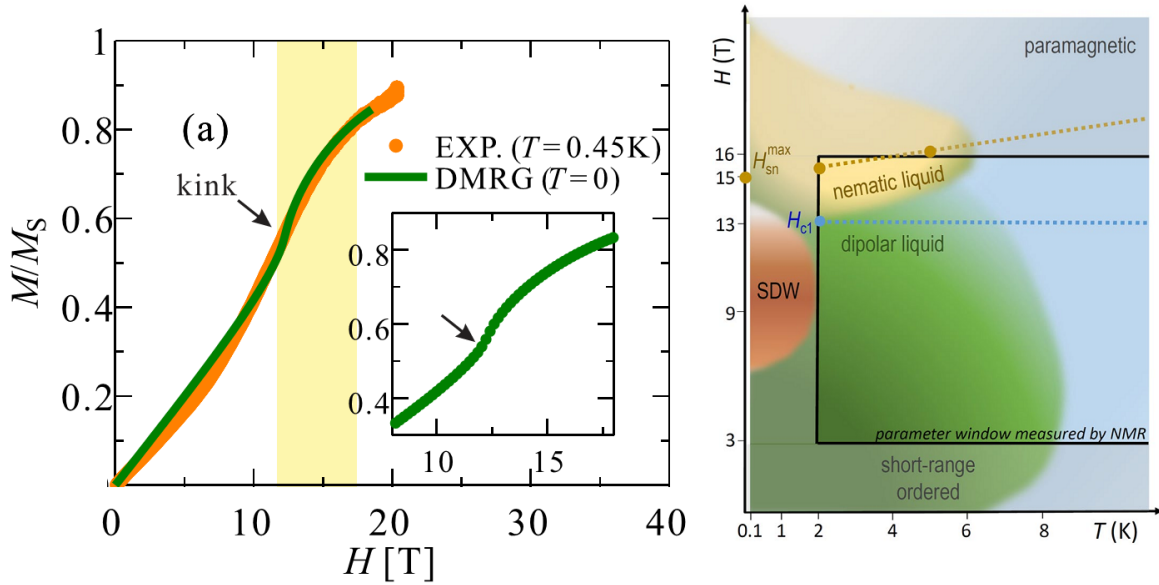 1
0.8
0.6
0.4
0.2
0
10
20
30
40
M/M_S
H [T]
(a)
kink
EXP. (T=0.45K)
DMRG (T=0)
0.8
0.6
0.4
10
15
H (T)
16
15
13
9
3
0.1
1
2
4
6
8
T (K)
paramagnetic
H_sn^max
nematic liquid
H_c1
dipolar liquid
SDW
parameter window measured by NMR
short-range
ordered